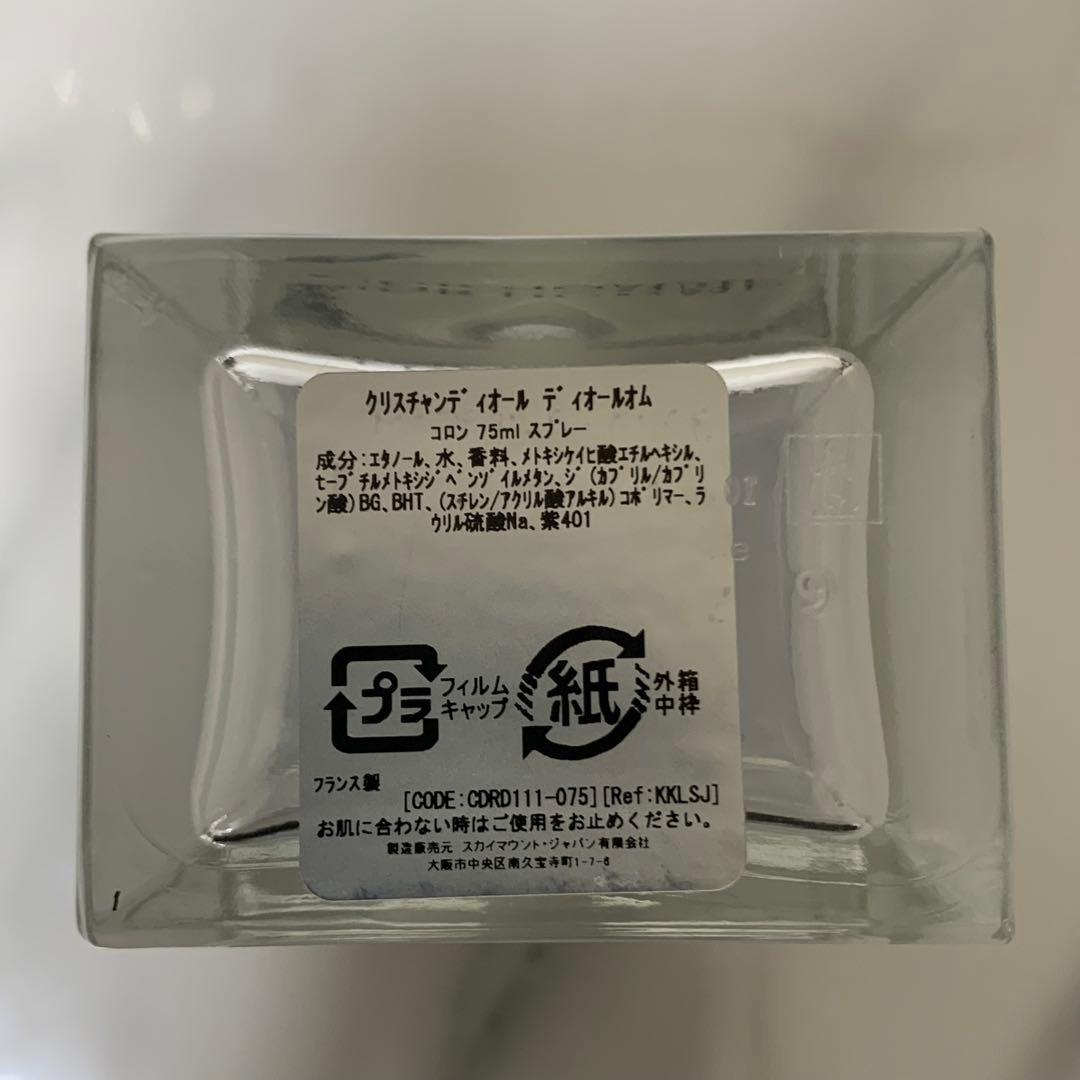 クリスチャンディオール ディオールオム
コロン 75ml スプレー
成分:エタノール、水、香料、メトキシケイヒ酸エチルヘキシル、
t-ブチルメトキシジベンゾイルメタン、ジ(カプリル/カプリ
ン酸)BG、BHT、(スチレン/アクリル酸アルキル)コポリマー、ラ
ウリル硫酸Na、紫401
プラ
フィルム
キャップ
紙
外箱
中枠
フランス製
[CODE:CDRD111-075][Ref:KKLSJ]
お肌に合わない時はご使用をお止めください。
製造販売元 スカイマウント・ジャパン有限会社
大阪市中央区南久宝寺町1-7-6
9
1